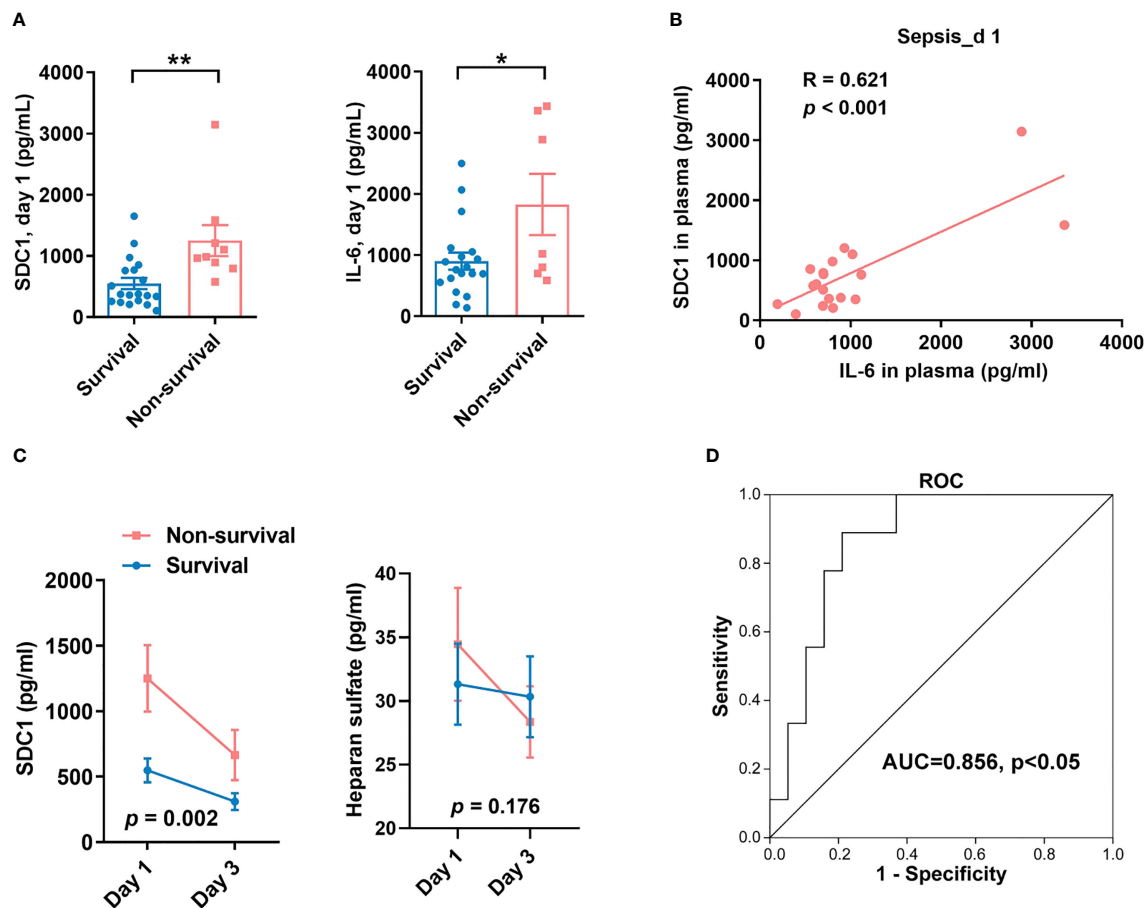 A
SDC1, day 1 (pg/mL)
4000
3000
2000
1000
0
**
Survival
Non-survival
IL-6, day 1 (pg/mL)
4000
3000
2000
1000
0
*
Survival
Non-survival
B
Sepsis_d 1
R = 0.621
p < 0.001
SDC1 in plasma (pg/ml)
4000
3000
2000
1000
0
0 1000 2000 3000 4000
IL-6 in plasma (pg/ml)
C
Non-survival
Survival
SDC1 (pg/ml)
2000
1500
1000
500
0
p = 0.002
Day 1
Day 3
Heparan sulfate (pg/ml)
40
35
30
25
20
p = 0.176
Day 1
Day 3
D
ROC
Sensitivity
1.0
0.8
0.6
0.4
0.2
0.0
AUC=0.856, p<0.05
0.0 0.2 0.4 0.6 0.8 1.0
1 - Specificity